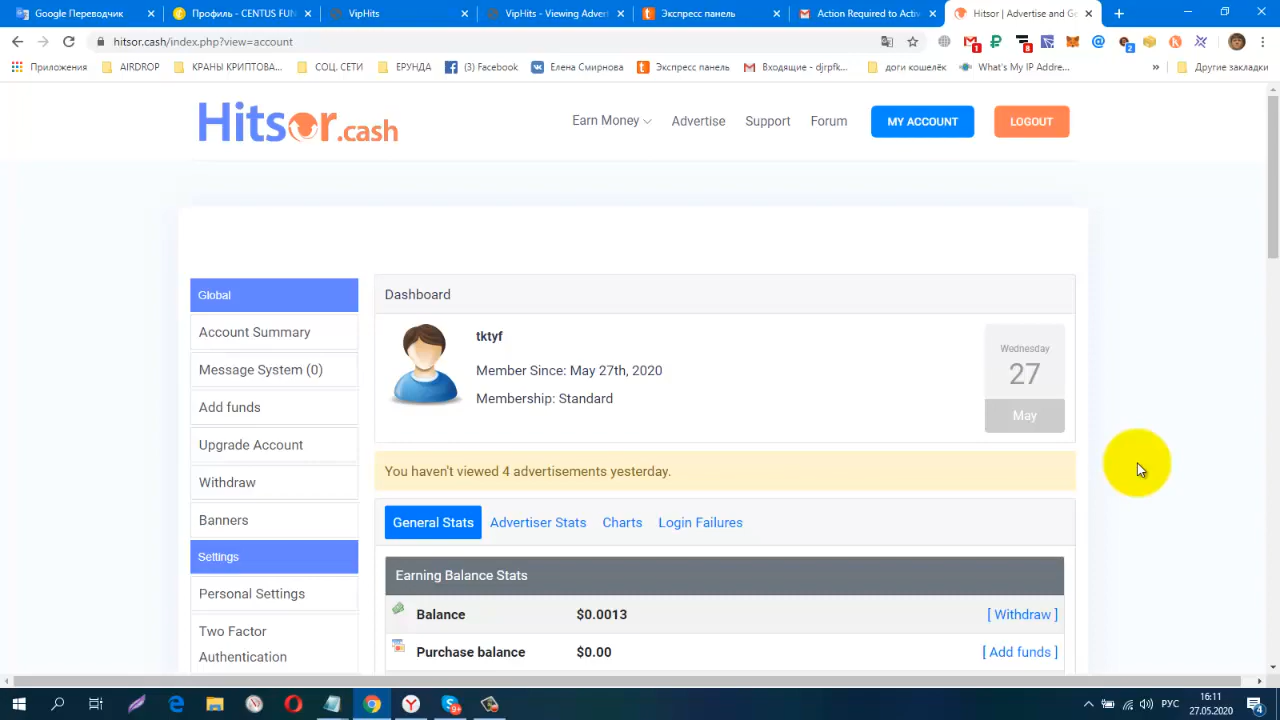 Google Переводчик
Профиль - CENTUS FUN
VipHits
VipHits - Viewing Adver
Экспресс панель
Action Required to Activ
Hitsor | Advertise and Ge
hitsor.cash/index.php?view=account
Приложения
AIRDROP
КРАНЫ КРИПТОВА...
СОЦ. СЕТИ
ЕРУНДА
(3) Facebook
Елена Смирнова
Экспресс панель
Входящие - djrpfk...
доги кошелёк
What's My IP Addre...
Другие закладки
Hitsor.cash
Earn Money
Advertise
Support
Forum
MY ACCOUNT
LOGOUT
Global
Account Summary
Message System (0)
Add funds
Upgrade Account
Withdraw
Banners
Settings
Personal Settings
Two Factor
Authentication
Dashboard
tktyf
Member Since: May 27th, 2020
Membership: Standard
Wednesday
27
May
You haven't viewed 4 advertisements yesterday.
General Stats
Advertiser Stats
Charts
Login Failures
Earning Balance Stats
Balance $0.0013 [ Withdraw ]
Purchase balance $0.00 [ Add funds ]
РУС
16:11
27.05.2020